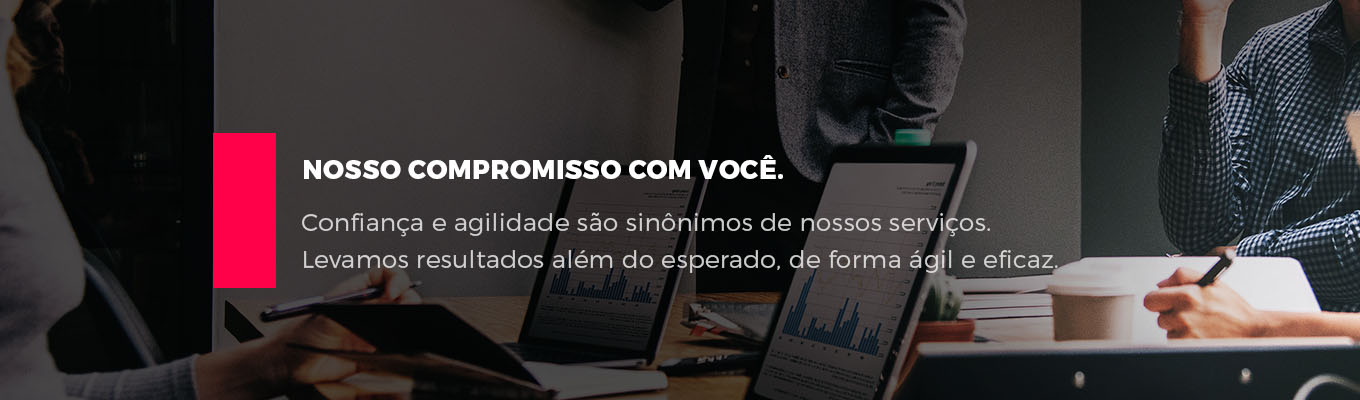 NOSSO COMPROMISSO COM VOCÊ.
Confiança e agilidade são sinônimos de nossos serviços.
Levamos resultados além do esperado, de forma ágil e eficaz.